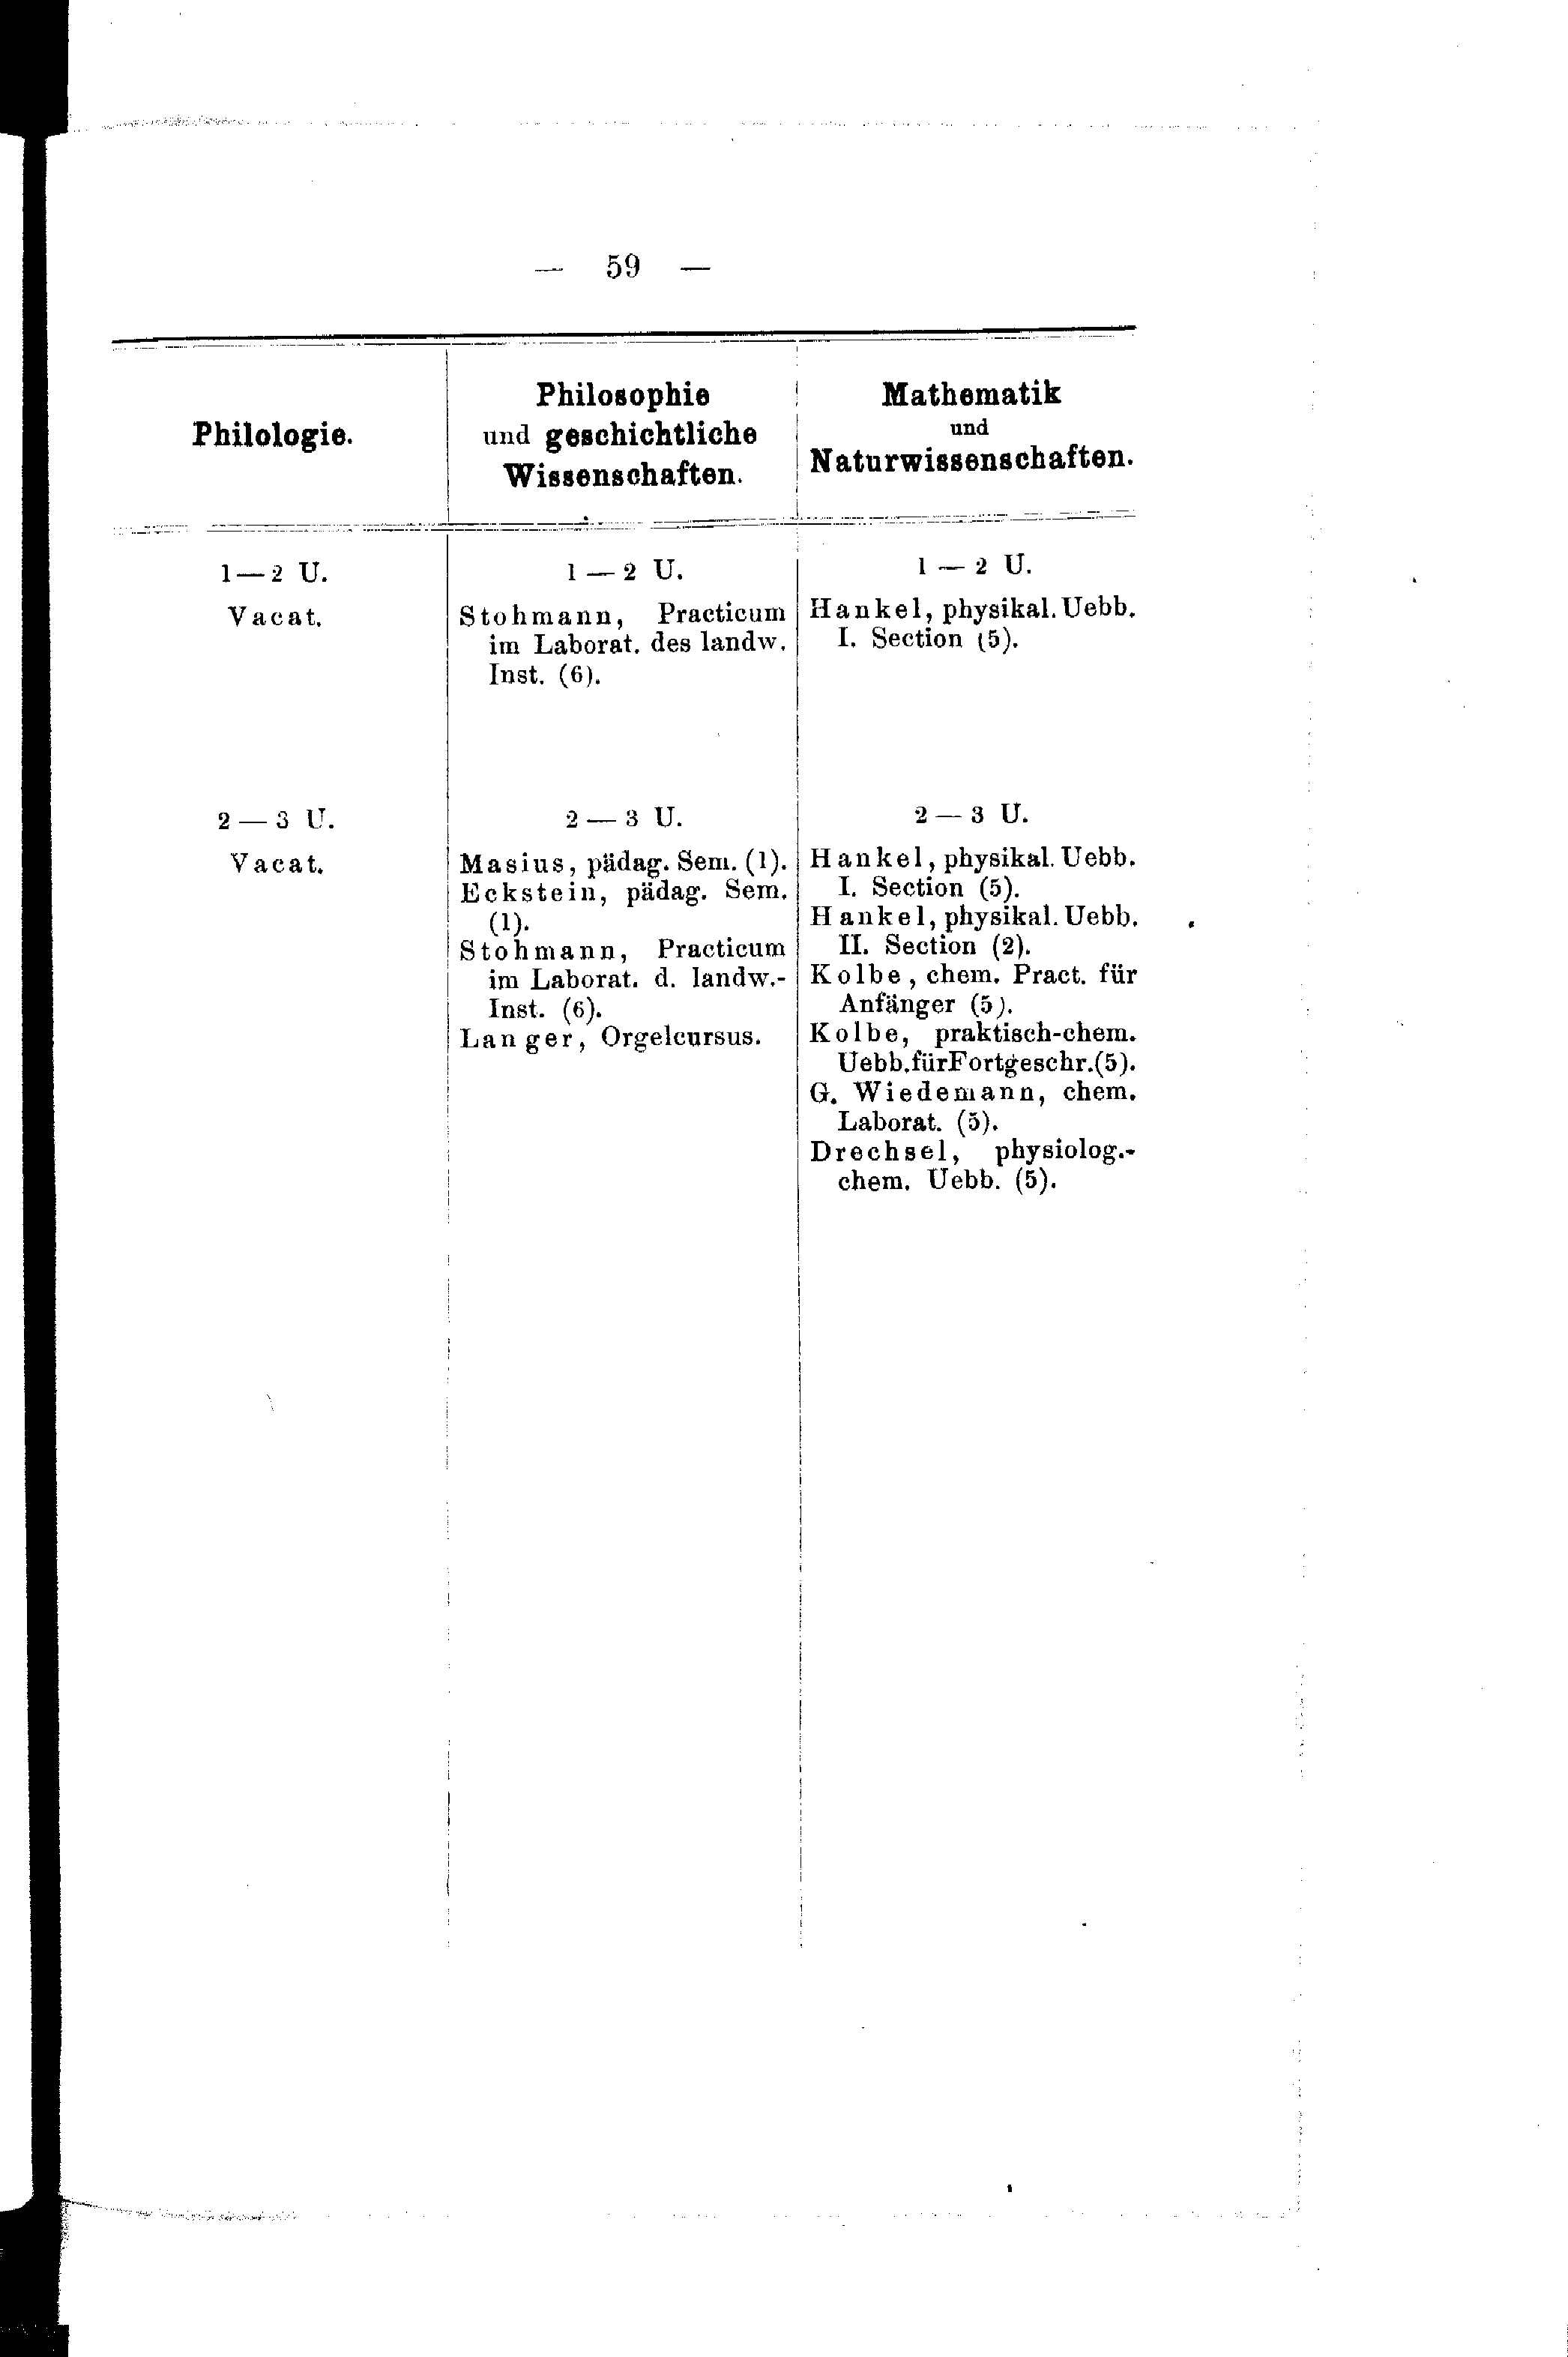 — 59 —
Philologie.
Philosophie
und geschichtliche
Wissenschaften.
Mathematik
und
Naturwissenschaften.
1—2 U.
Vacat.
1 — 2 U.
Stohmann, Practicum
im Laborat. des landw.
Inst. (6).
1 — 2 U.
Hankel, physikal. Uebb.
I. Section (5).
2 — 3 U.
Vacat.
2 — 3 U.
Masius, pädag. Sem. (1).
Eckstein, pädag. Sem.
(1).
Stohmann, Practicum
im Laborat. d. landw.-
Inst. (6).
Langer, Orgelcursus.
2 — 3 U.
Hankel, physikal. Uebb.
I. Section (5).
Hankel, physikal. Uebb.
II. Section (2).
Kolbe, chem. Pract. für
Anfänger (5).
Kolbe, praktisch-chem.
Uebb. für Fortgeschr. (5).
G. Wiedemann, chem.
Laborat. (5).
Drechsel, physiolog.-
chem. Uebb. (5).